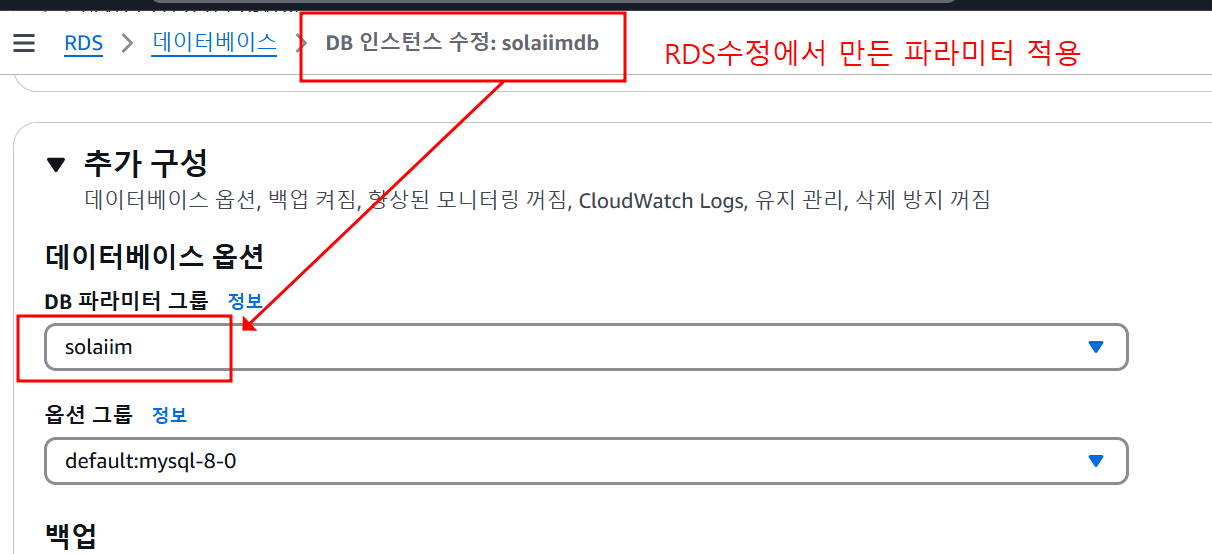 RDS > 데이터베이스 > DB 인스턴스 수정: solaiimdb
RDS수정에서 만든 파라미터 적용
추가 구성
데이터베이스 옵션, 백업 켜짐, 향상된 모니터링 꺼짐, CloudWatch Logs, 유지 관리, 삭제 방지 꺼짐
데이터베이스 옵션
DB 파라미터 그룹 정보
solaiim
옵션 그룹 정보
default:mysql-8-0
백업